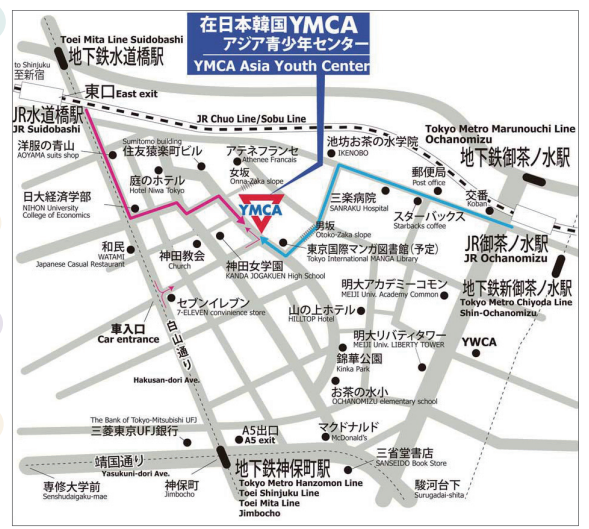 在日本韓国YMCA
アジア青少年センター
YMCA Asia Youth Center
Toei Mita Line Suidobashi
地下鉄水道橋駅
to Shinjuku
至新宿
東口East exit
JR水道橋駅
JR Suidobashi
JR Chuo Line/Sobu Line
Tokyo Metro Marunouchi Line
Ochanomizu
地下鉄御茶ノ水駅
洋服の青山
AOYAMA suits shop
Sumitomo building
住友猿楽町ビル
アテネフランセ
Athenee Francais
池坊お茶の水学院
IKENOBO
郵便局
Post office
庭のホテル
Hotel Niwa Tokyo
女坂
Onna-Zaka slope
三楽病院
SANRAKU Hospital
交番
Koban
スターバックス
Starbacks coffee
日大経済学部
NIHON University
College of Economics
YMCA
男坂
Otoko-Zaka slope
JR御茶ノ水駅
JR Ochanomizu
和民
WATAMI
Japanese Casual Restaurant
神田教会
Church
神田女学園
KANDA JOGAKUEN High School
東京国際マンガ図書館(予定)
Tokyo International MANGA Library
明大アカデミーコモン
MEIJI Univ. Academy Common
地下鉄新御茶ノ水駅
Tokyo Metro Chiyoda Line
Shin-Ochanomizu
セブンイレブン
7-ELEVEN convinience store
山の上ホテル
HILLTOP Hotel
車入口
Car entrance
白山通り
Hakusan-dori Ave.
明大リバティタワー
MEIJI Univ. LIBERTY TOWER
YWCA
錦華公園
Kinka Park
お茶の水小
OCHANOMIZU elementary school
The Bank of Tokyo-Mitsubishi UFJ
三菱東京UFJ銀行
A5出口
A5 exit
マクドナルド
McDonald's
靖国通り
Yasukuni-dori Ave.
地下鉄神保町駅
Tokyo Metro Hanzomon Line
Toei Shinjuku Line
Toei Mita Line
Jimbocho
三省堂書店
SANSEIDO Book Store
専修大学前
Senshudaigaku-mae
神保町
Jimbocho
駿河台下
Surugadai-shita